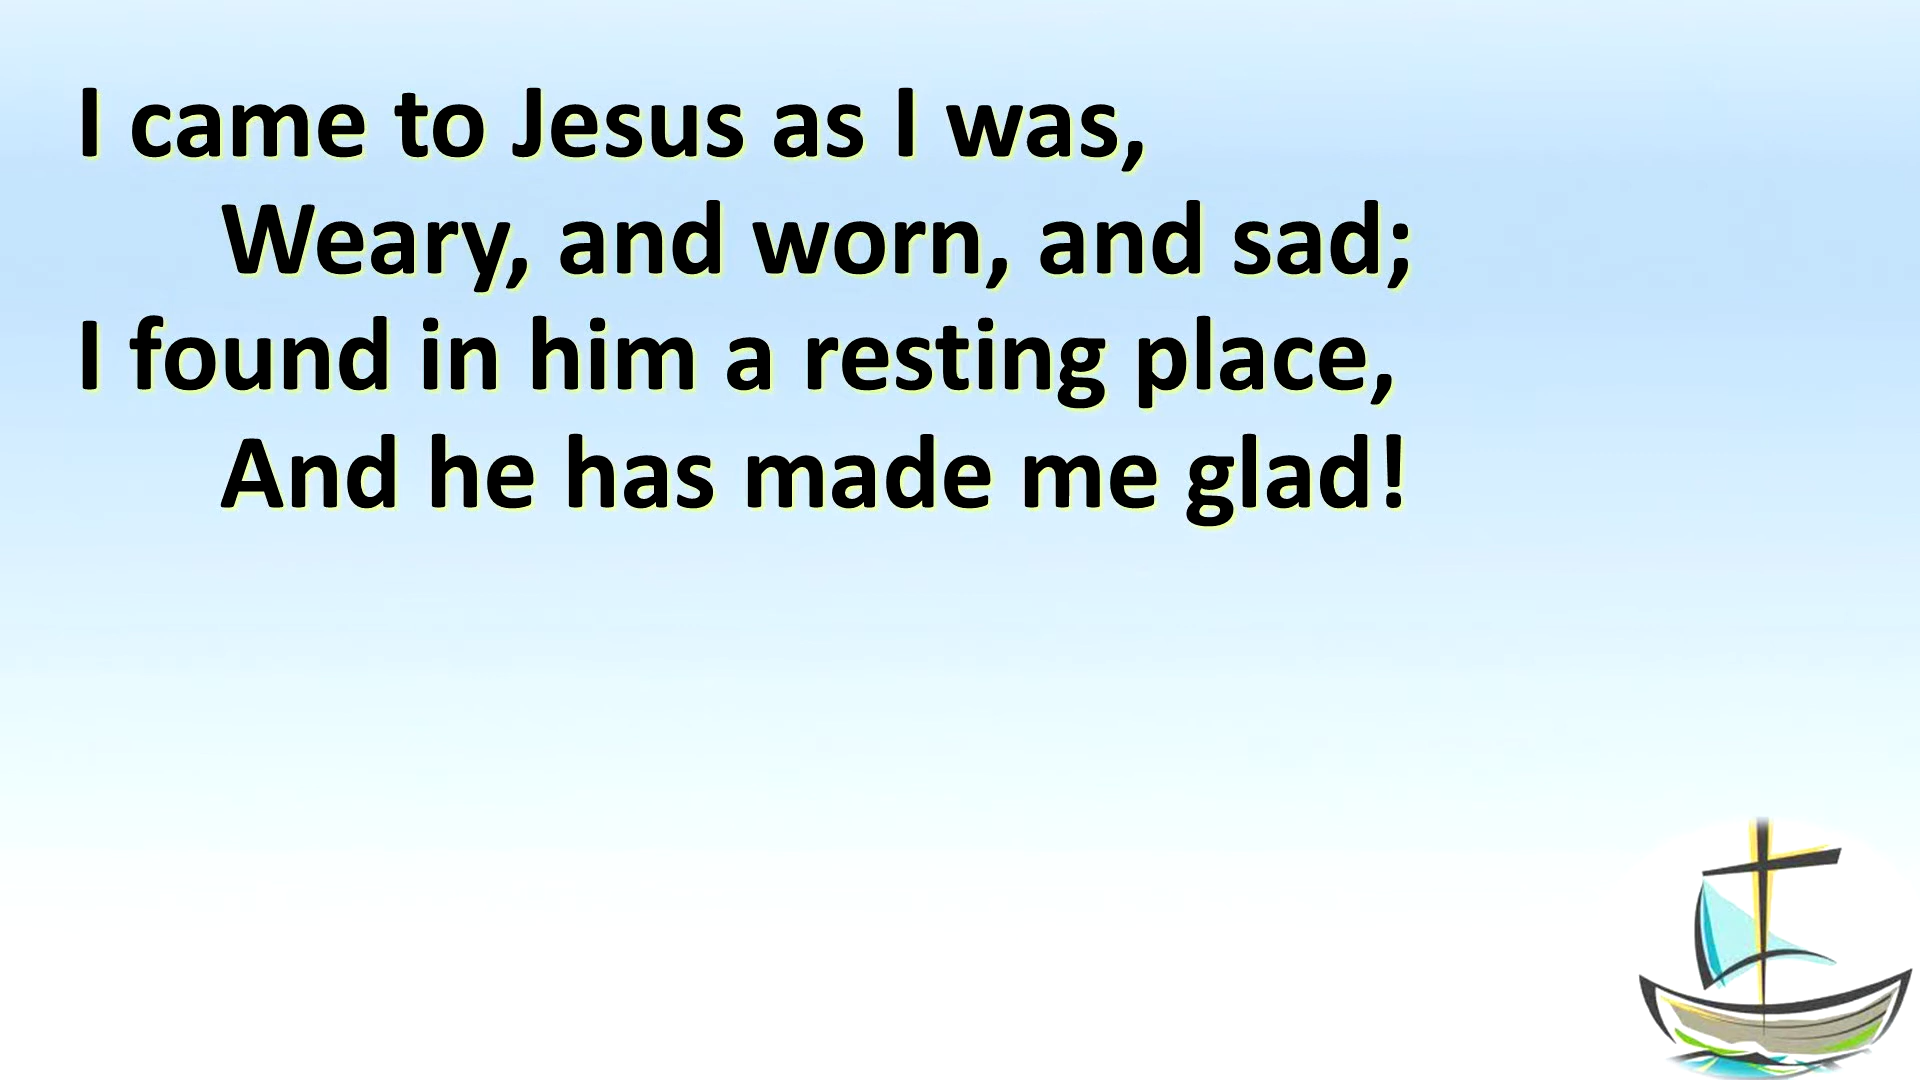 I came to Jesus as I was,
Weary, and worn, and sad;
I found in him a resting place,
And he has made me glad!